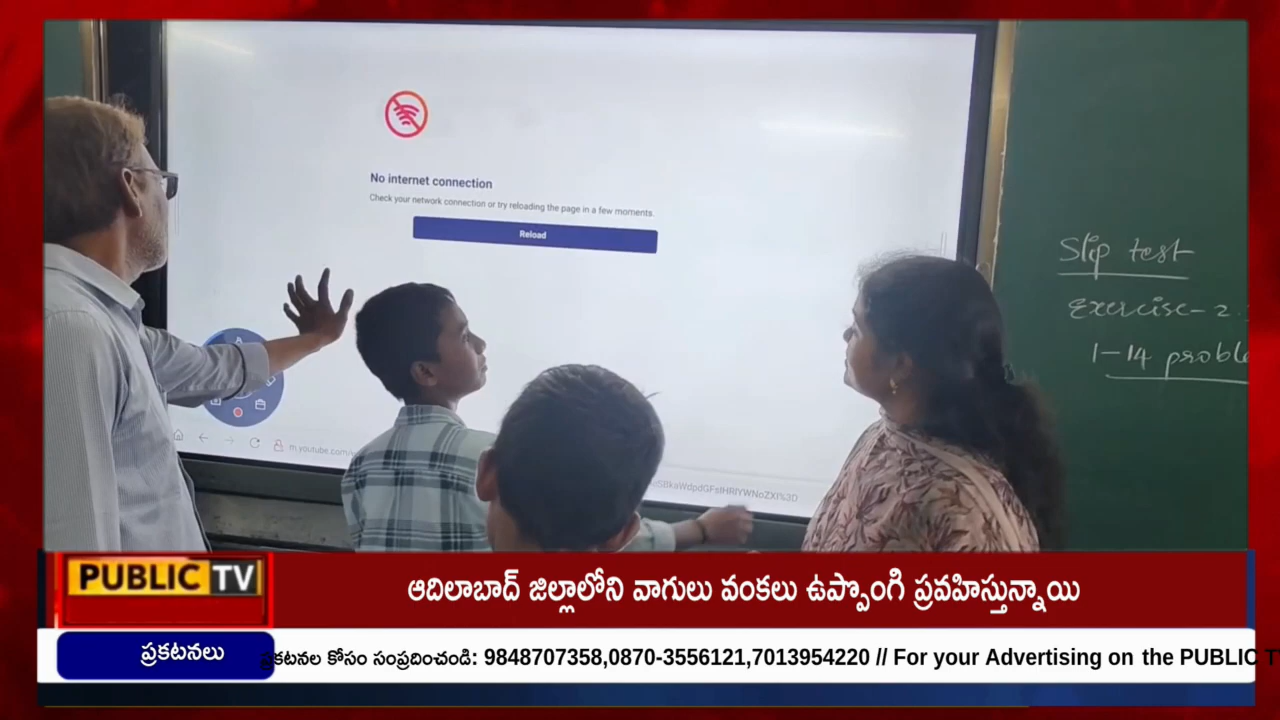 No internet connection
Check your network connection or try reloading the page in a few moments.
Reload
Slip test
Exercise-2.
1-14 proble
m.youtube.com/
PUBLIC TV
ఆదిలాబాద్ జిల్లాలోని వాగులు వంకలు ఉప్పొంగి ప్రవహిస్తున్నాయి
ప్రకటనలు
ప్రకటనల కోసం సంప్రదించండి: 9848707358,0870-3556121,7013954220 // For your Advertising on the PUBLIC T